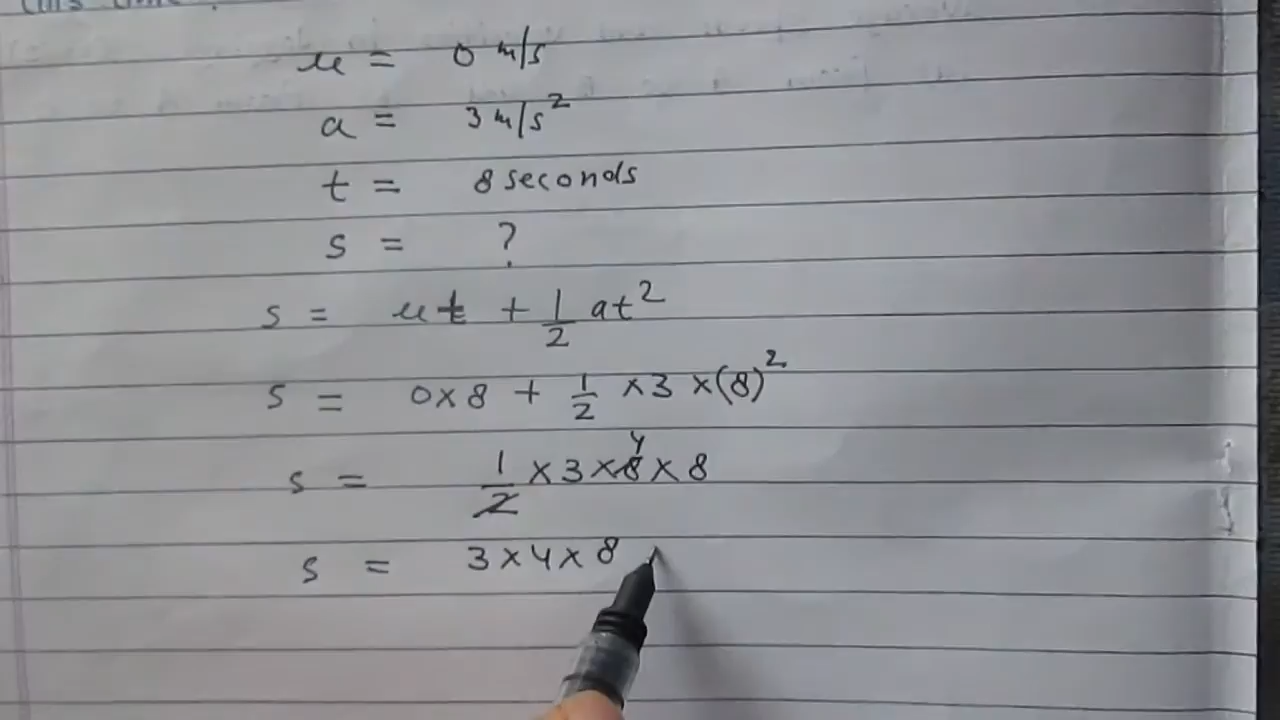 u = 0 m/s
a = 3 m/s²
t = 8 seconds
s = ?
s = ut + 1/2 at²
s = 0×8 + 1/2 ×3 ×(8)²
s = 1/2 ×3×8 4×8
s = 3×4×8